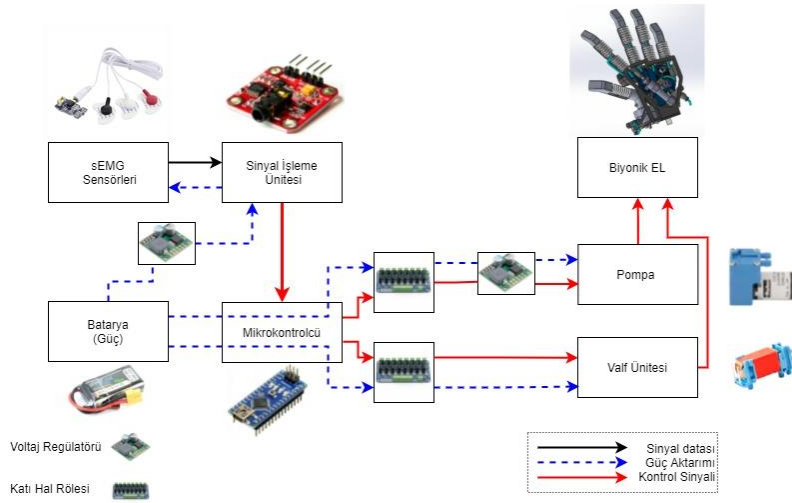 sEMG
Sensörleri
Sinyal İşleme
Ünitesi
Biyonik EL
Batarya
(Güç)
Mikrokontrolcü
Pompa
Valf Ünitesi
Voltaj Regülatörü
Katı Hal Rölesi
Sinyal datası
Güç Aktarımı
Kontrol Sinyali